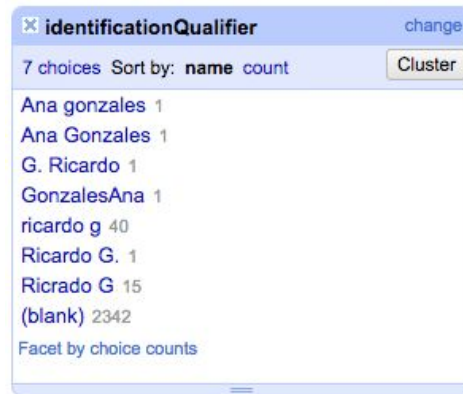 identificationQualifier change
7 choices Sort by: name count Cluster
Ana gonzales 1
Ana Gonzales 1
G. Ricardo 1
GonzalesAna 1
ricardo g 40
Ricardo G. 1
Ricrado G 15
(blank) 2342
Facet by choice counts